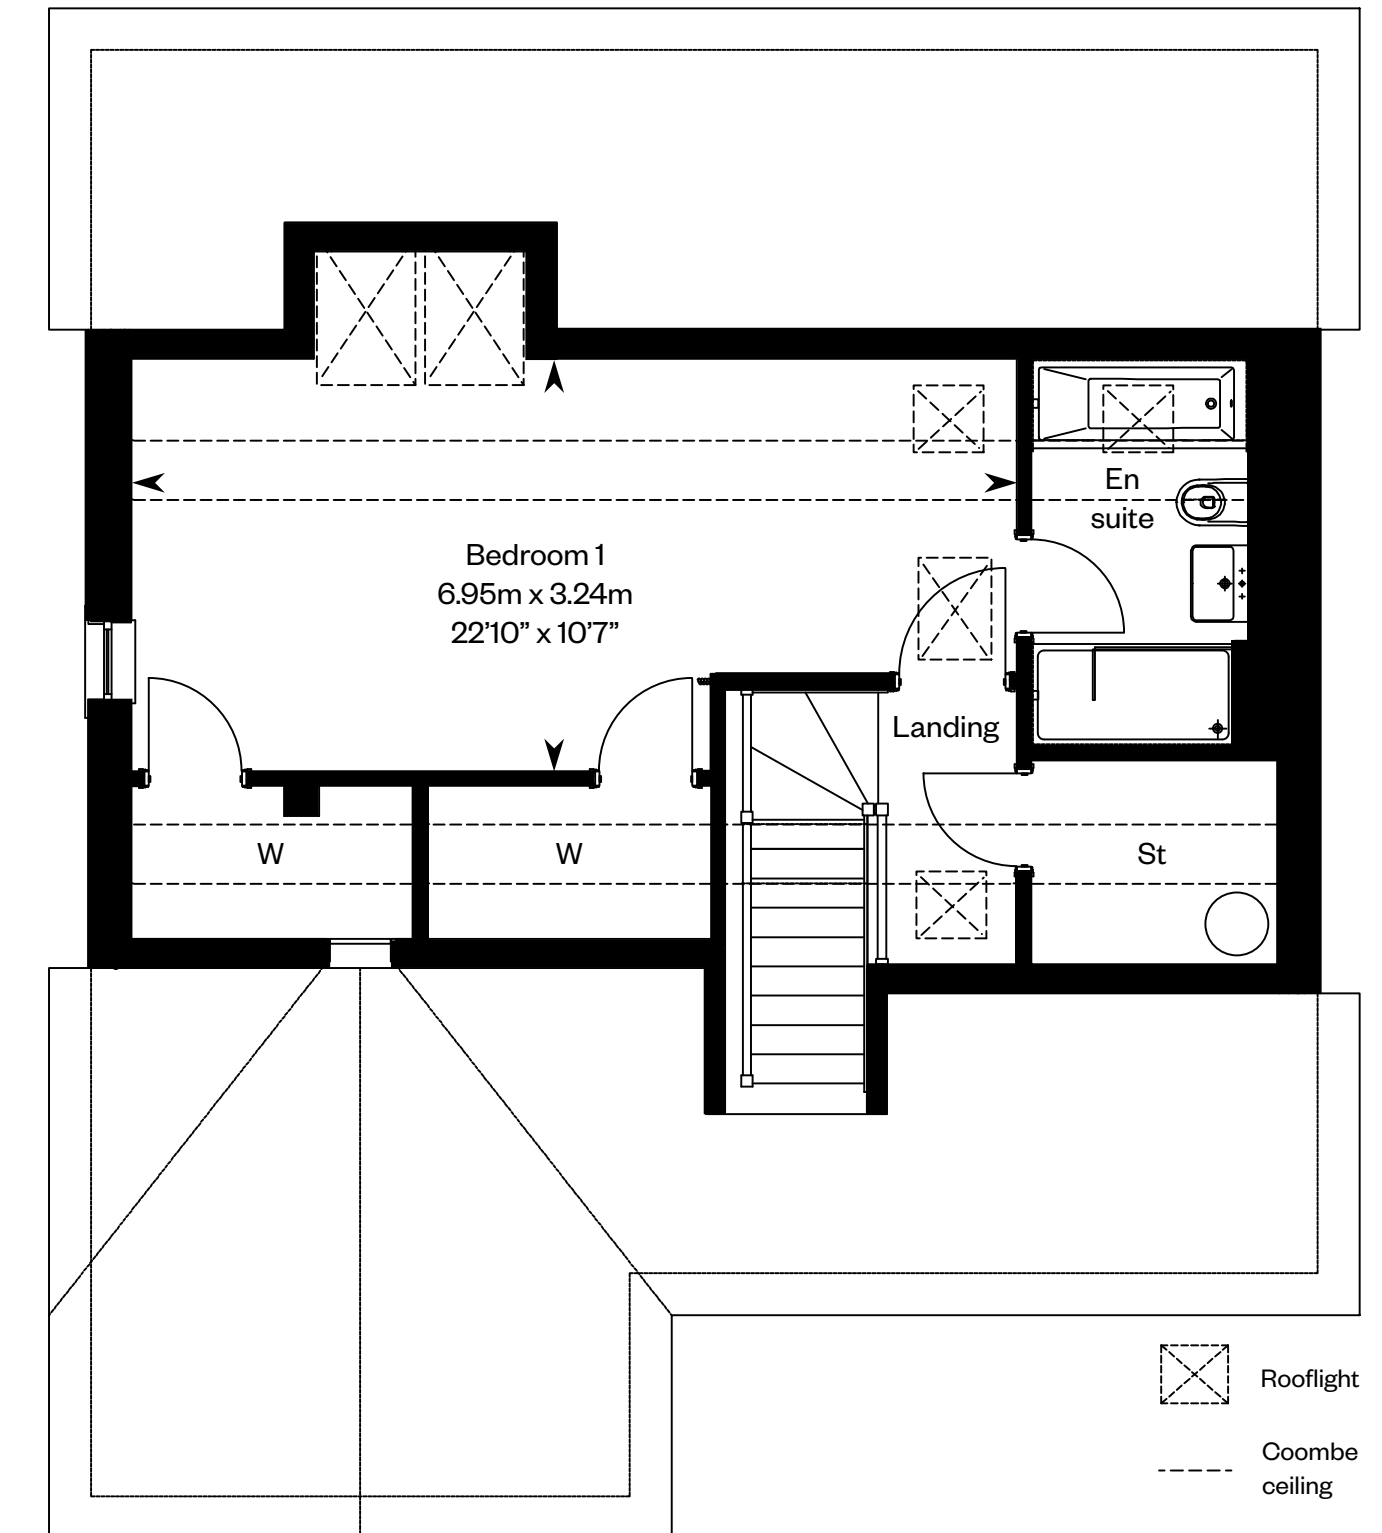 En
suite
Bedroom 1
6.95m x 3.24m
22’10” x 10’7”
Landing
W
W
St
Rooflight
Coombe
ceiling